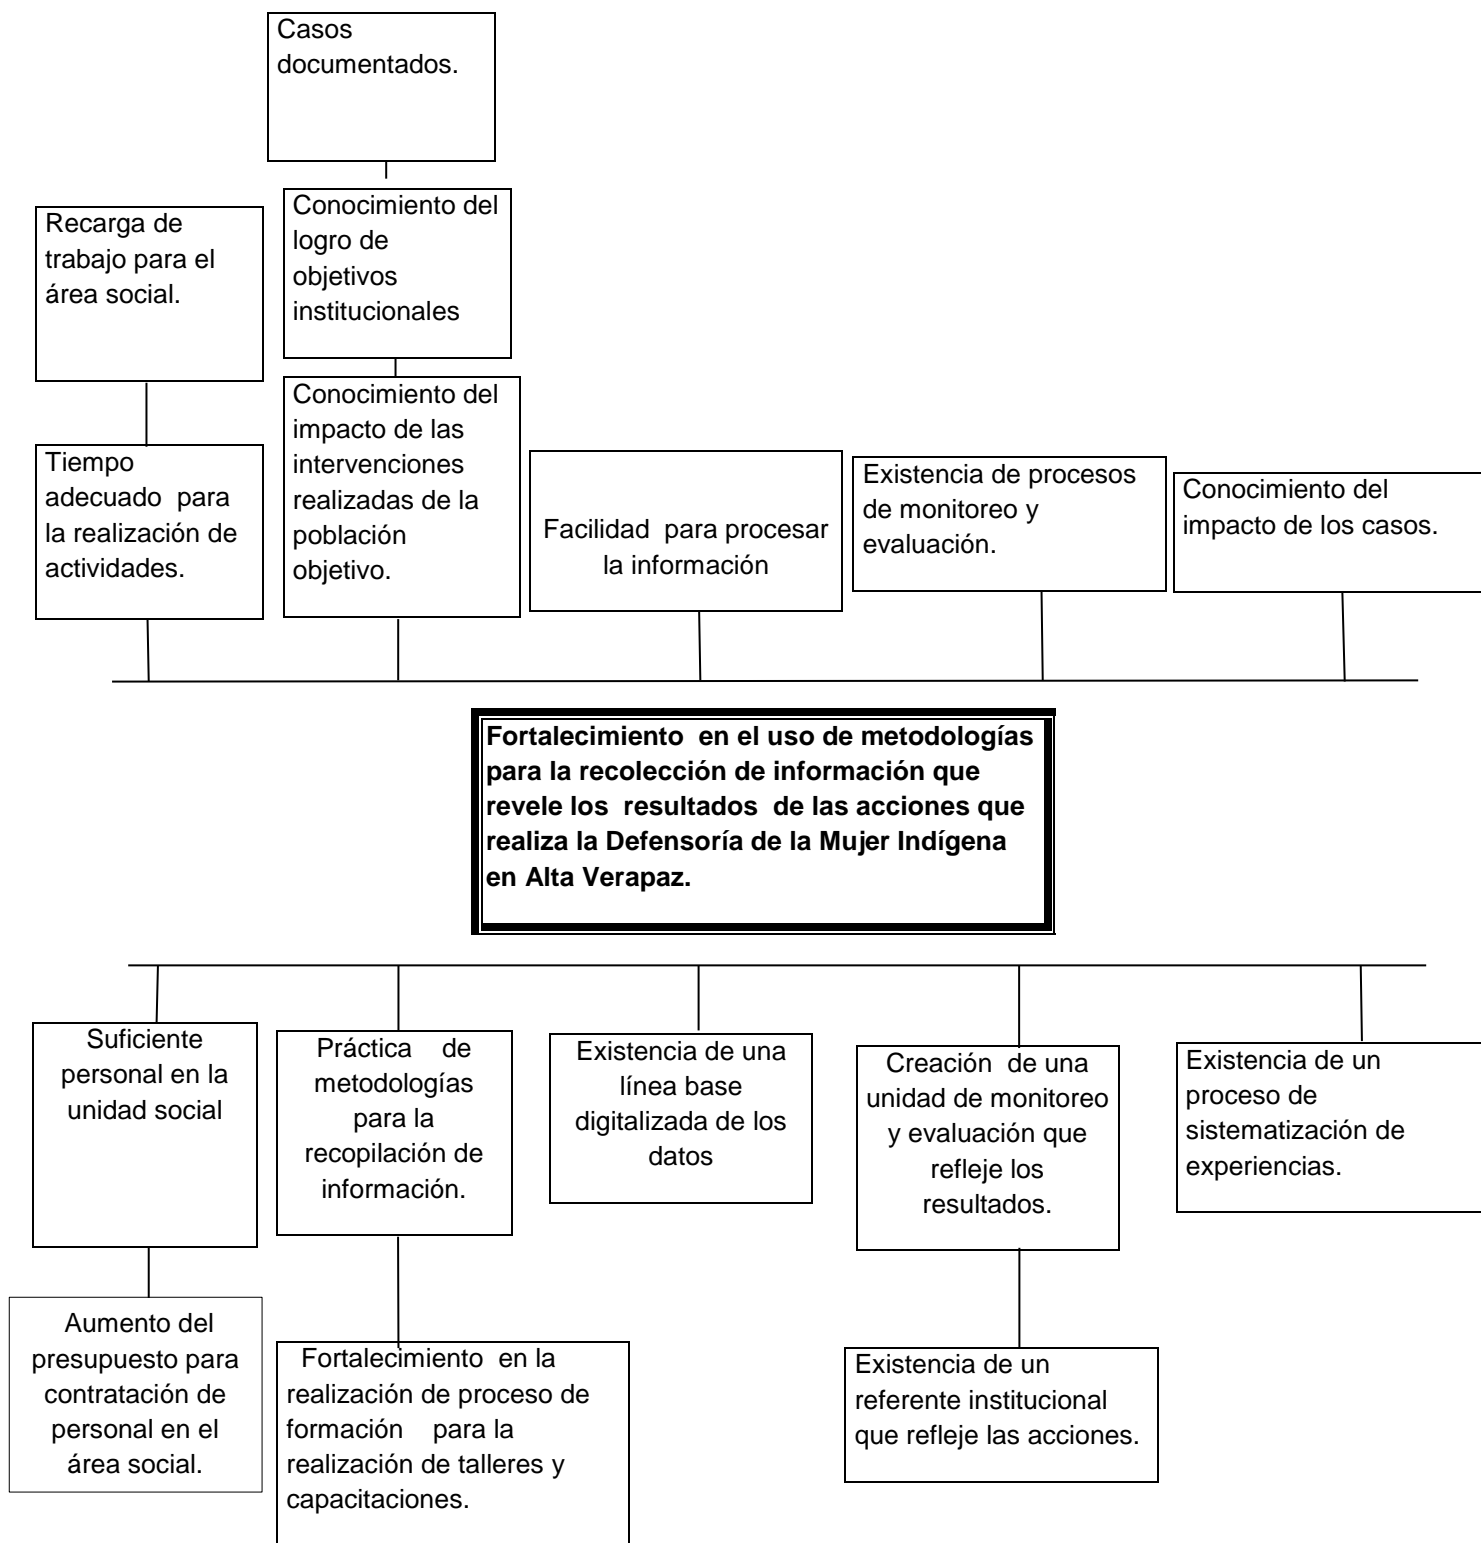 Casos
documentados.
Recarga de
trabajo para el
área social.
Conocimiento del
logro de
objetivos
institucionales
Tiempo
adecuado para
la realización de
actividades.
Conocimiento del
impacto de las
intervenciones
realizadas de la
población
objetivo.
Facilidad para procesar
la información
Existencia de procesos
de monitoreo y
evaluación.
Conocimiento del
impacto de los casos.
Fortalecimiento en el uso de metodologías
para la recolección de información que
revele los resultados de las acciones que
realiza la Defensoría de la Mujer Indígena
en Alta Verapaz.
Suficiente
personal en la
unidad social
Práctica de
metodologías
para la
recopilación de
información.
Existencia de una
línea base
digitalizada de los
datos
Creación de una
unidad de monitoreo
y evaluación que
refleje los
resultados.
Existencia de un
proceso de
sistematización de
experiencias.
Aumento del
presupuesto para
contratación de
personal en el
área social.
Fortalecimiento en la
realización de proceso de
formación para la
realización de talleres y
capacitaciones.
Existencia de un
referente institucional
que refleje las acciones.